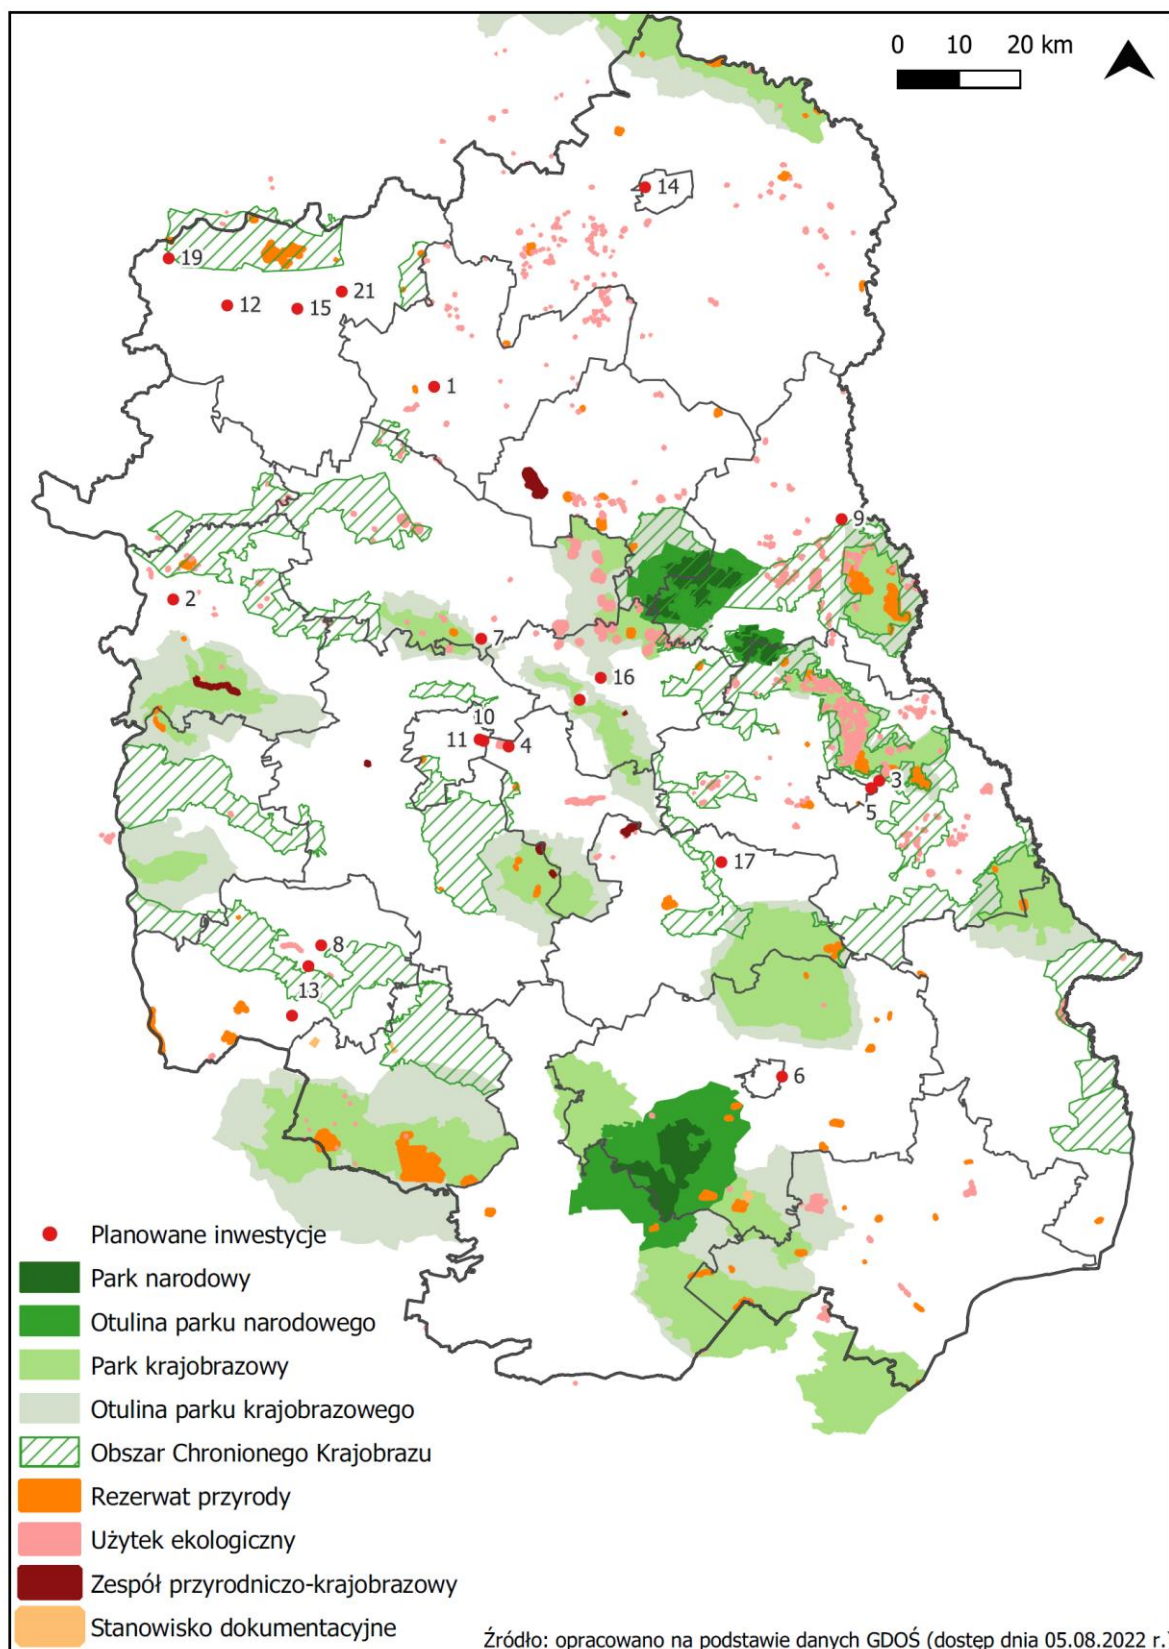 0 10 20 km
14
19
21
12
15
1
9
2
7
16
10
11
4
3
5
17
8
13
6
Planowane inwestycje
Park narodowy
Otulina parku narodowego
Park krajobrazowy
Otulina parku krajobrazowego
Obszar Chronionego Krajobrazu
Rezerwat przyrody
Użytek ekologiczny
Zespół przyrodniczo-krajobrazowy
Stanowisko dokumentacyjne
Źródło: opracowano na podstawie danych GDOŚ (dostęp dnia 05.08.2022 r.)